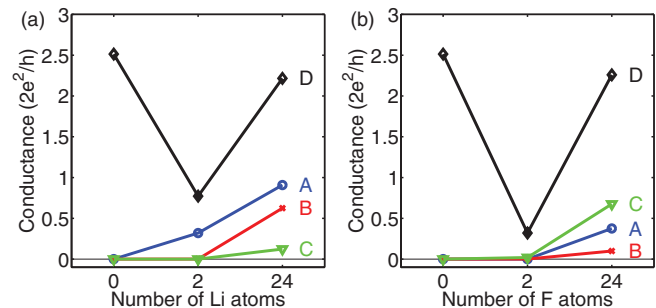 (a)
Conductance (2e²/h)
3
2.5
2
1.5
1
0.5
0
D
A
B
C
0 2 24
Number of Li atoms
(b)
Conductance (2e²/h)
3
2.5
2
1.5
1
0.5
0
D
C
A
B
0 2 24
Number of F atoms